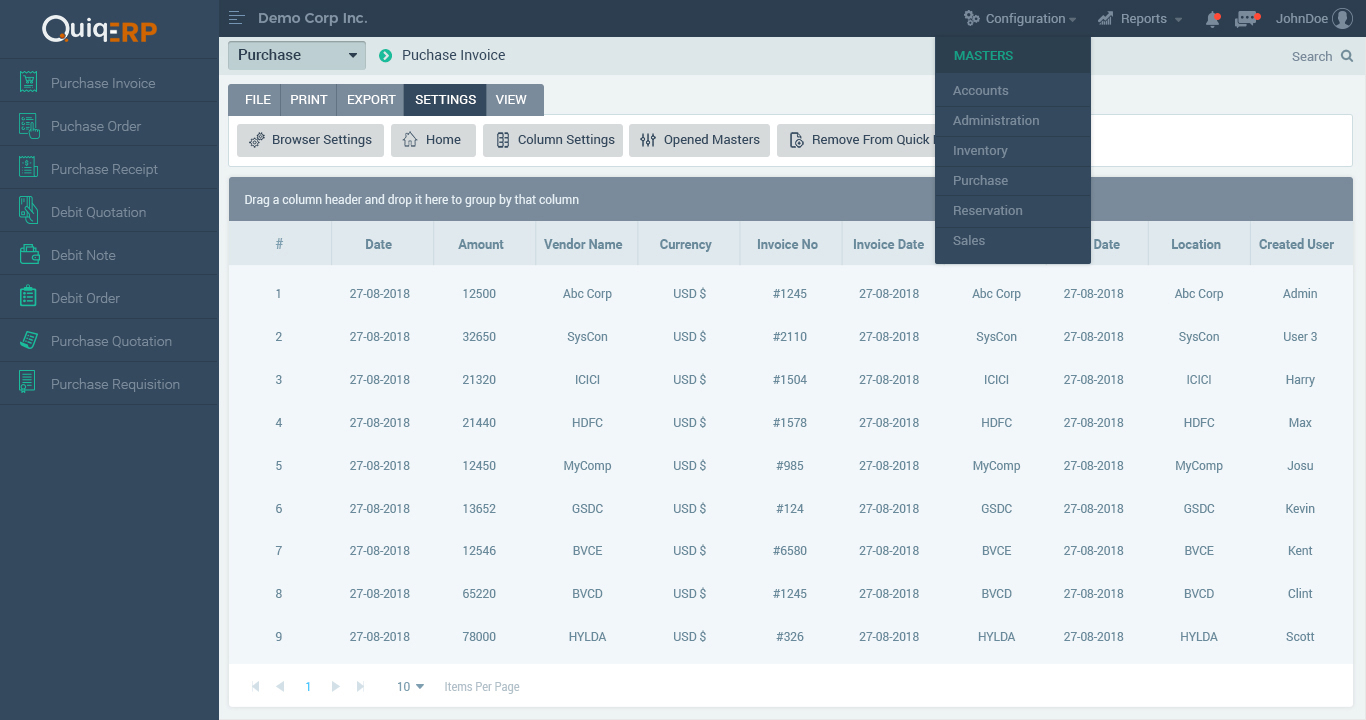 QuiqERP
Demo Corp Inc.
Configuration
Reports
JohnDoe
Purchase
Puchase Invoice
Search
MASTERS
Accounts
Administration
Inventory
Purchase
Reservation
Sales
Purchase Invoice
Puchase Order
Purchase Receipt
Debit Quotation
Debit Note
Debit Order
Purchase Quotation
Purchase Requisition
FILE PRINT EXPORT SETTINGS VIEW
Browser Settings Home Column Settings Opened Masters Remove From Quick
Drag a column header and drop it here to group by that column
# Date Amount Vendor Name Currency Invoice No Invoice Date Date Location Created User
1 27-08-2018 12500 Abc Corp USD $ #1245 27-08-2018 Abc Corp 27-08-2018 Abc Corp Admin
2 27-08-2018 32650 SysCon USD $ #2110 27-08-2018 SysCon 27-08-2018 SysCon User 3
3 27-08-2018 21320 ICICI USD $ #1504 27-08-2018 ICICI 27-08-2018 ICICI Harry
4 27-08-2018 21440 HDFC USD $ #1578 27-08-2018 HDFC 27-08-2018 HDFC Max
5 27-08-2018 12450 MyComp USD $ #985 27-08-2018 MyComp 27-08-2018 MyComp Josu
6 27-08-2018 13652 GSDC USD $ #124 27-08-2018 GSDC 27-08-2018 GSDC Kevin
7 27-08-2018 12546 BVCE USD $ #6580 27-08-2018 BVCE 27-08-2018 BVCE Kent
8 27-08-2018 65220 BVCD USD $ #1245 27-08-2018 BVCD 27-08-2018 BVCD Clint
9 27-08-2018 78000 HYLDA USD $ #326 27-08-2018 HYLDA 27-08-2018 HYLDA Scott
1 10 Items Per Page